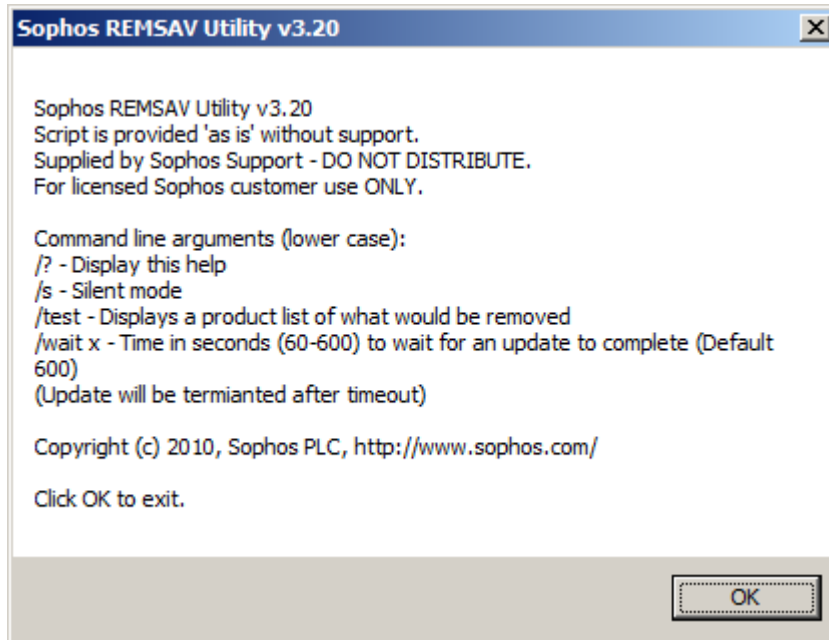 Sophos REMSAV Utility v3.20
Sophos REMSAV Utility v3.20
Script is provided 'as is' without support.
Supplied by Sophos Support - DO NOT DISTRIBUTE.
For licensed Sophos customer use ONLY.
Command line arguments (lower case):
/? - Display this help
/s - Silent mode
/test - Displays a product list of what would be removed
/wait x - Time in seconds (60-600) to wait for an update to complete (Default
600)
(Update will be termianted after timeout)
Copyright (c) 2010, Sophos PLC, http://www.sophos.com/
Click OK to exit.
OK